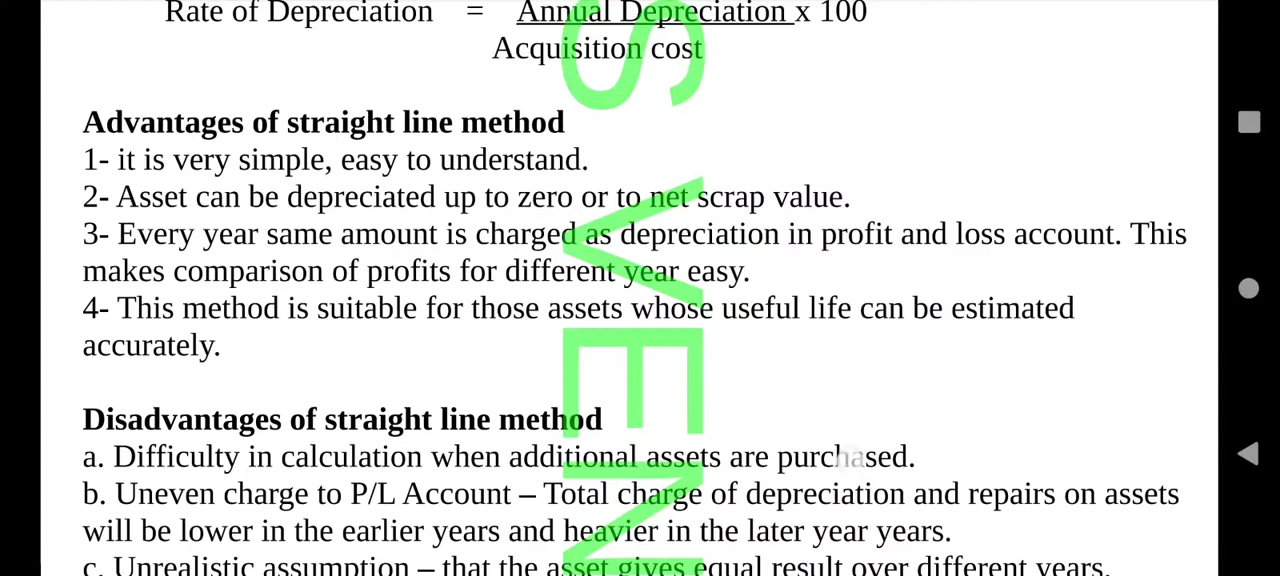 Rate of Depreciation = Annual Depreciation x 100
Acquisition cost
Advantages of straight line method
1- it is very simple, easy to understand.
2- Asset can be depreciated up to zero or to net scrap value.
3- Every year same amount is charged as depreciation in profit and loss account. This
makes comparison of profits for different year easy.
4- This method is suitable for those assets whose useful life can be estimated
accurately.
Disadvantages of straight line method
a. Difficulty in calculation when additional assets are purchased.
b. Uneven charge to P/L Account – Total charge of depreciation and repairs on assets
will be lower in the earlier years and heavier in the later year years.
c. Unrealistic assumption – that the asset gives equal result over different years.
S VEN